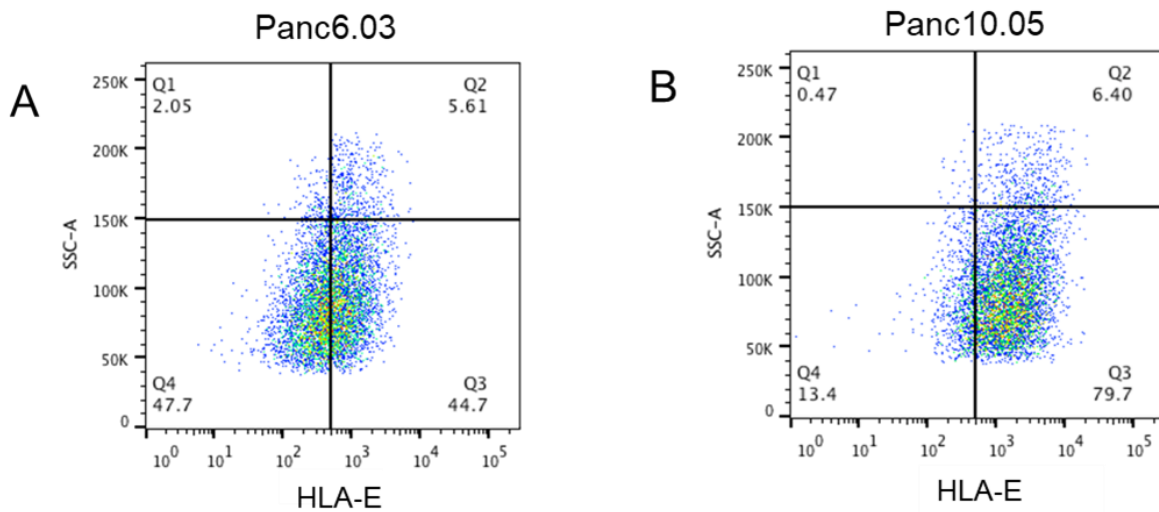 Panc6.03
A
250K
200K
150K
100K
50K
0
SSC-A
Q1
2.05
Q2
5.61
Q4
47.7
Q3
44.7
10^0 10^1 10^2 10^3 10^4 10^5
HLA-E
Panc10.05
B
250K
200K
150K
100K
50K
0
SSC-A
Q1
0.47
Q2
6.40
Q4
13.4
Q3
79.7
10^0 10^1 10^2 10^3 10^4 10^5
HLA-E